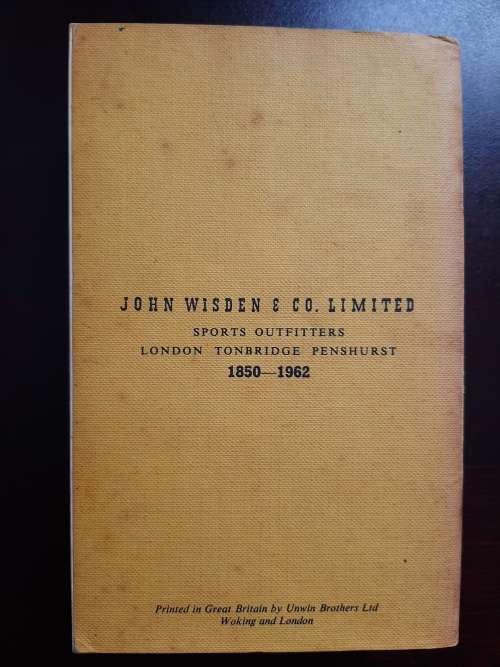 JOHN WISDEN & CO. LIMITED
SPORTS OUTFITTERS
LONDON TONBRIDGE PENSHURST
1850—1962
Printed in Great Britain by Unwin Brothers Ltd
Woking and London